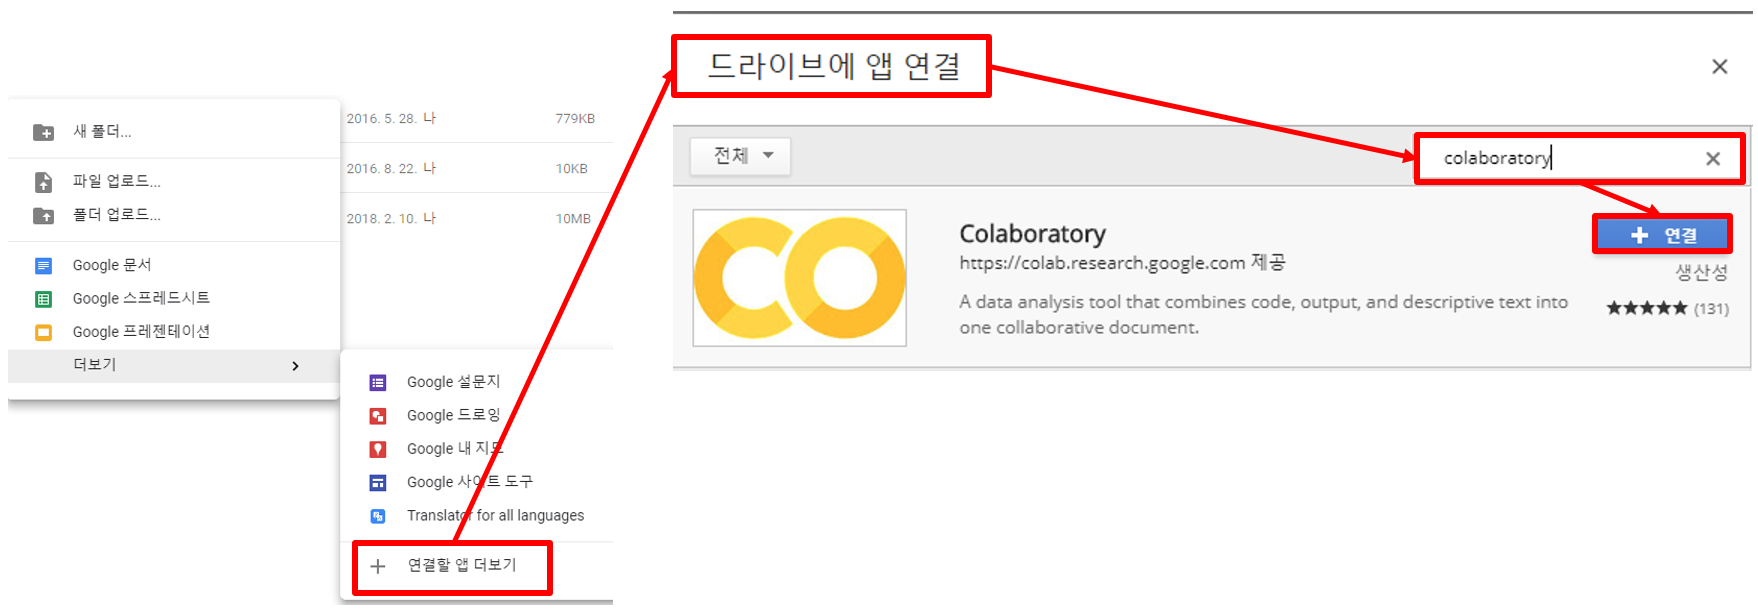 새 폴더...
파일 업로드...
폴더 업로드...
Google 문서
Google 스프레드시트
Google 프레젠테이션
더보기
2016. 5. 28. 나
779KB
2016. 8. 22. 나
10KB
2018. 2. 10. 나
10MB
Google 설문지
Google 드로잉
Google 내 지도
Google 사이트 도구
Translator for all languages
연결할 앱 더보기
드라이브에 앱 연결
전체
colaboratory
Colaboratory
https://colab.research.google.com 제공
A data analysis tool that combines code, output, and descriptive text into
one collaborative document.
연결
생산성
(131)